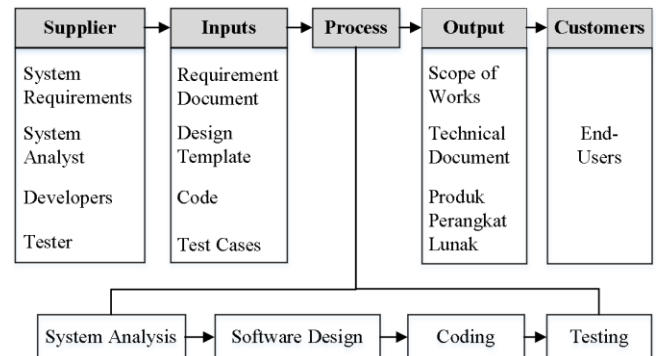 Supplier
Inputs
Process
Output
Customers
System
Requirements
System
Analyst
Developers
Tester
Requirement
Document
Design
Template
Code
Test Cases
Scope of
Works
Technical
Document
Produk
Perangkat
Lunak
End-
Users
System Analysis
Software Design
Coding
Testing